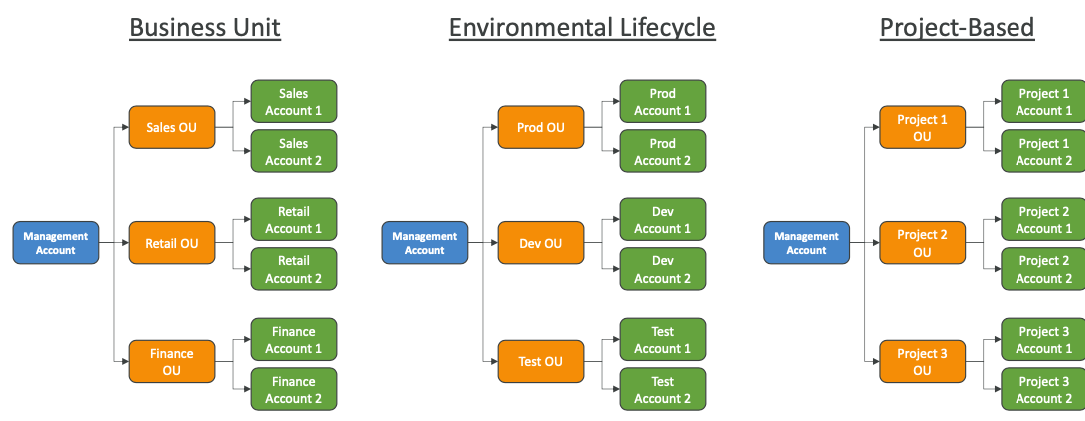 Business Unit
Environmental Lifecycle
Project-Based
Management
Account
Sales OU
Sales
Account 1
Sales
Account 2
Retail OU
Retail
Account 1
Retail
Account 2
Finance
OU
Finance
Account 1
Finance
Account 2
Management
Account
Prod OU
Prod
Account 1
Prod
Account 2
Dev OU
Dev
Account 1
Dev
Account 2
Test OU
Test
Account 1
Test
Account 2
Management
Account
Project 1
OU
Project 1
Account 1
Project 1
Account 2
Project 2
OU
Project 2
Account 1
Project 2
Account 2
Project 3
OU
Project 3
Account 1
Project 3
Account 2